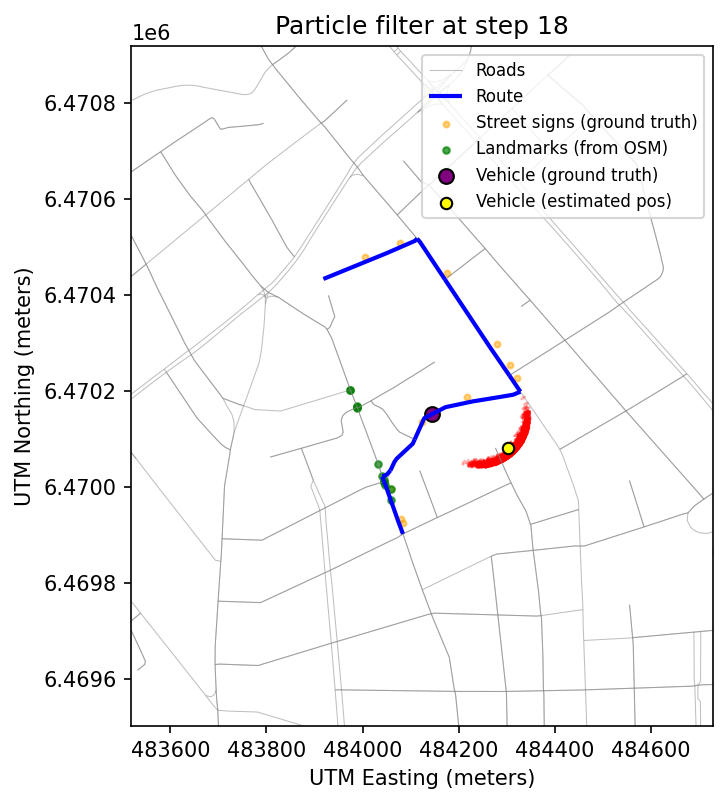 Particle filter at step 18
1e6
Roads
Route
Street signs (ground truth)
Landmarks (from OSM)
Vehicle (ground truth)
Vehicle (estimated pos)
6.4708
6.4706
6.4704
6.4702
6.4700
6.4698
6.4696
UTM Northing (meters)
483600 483800 484000 484200 484400 484600
UTM Easting (meters)